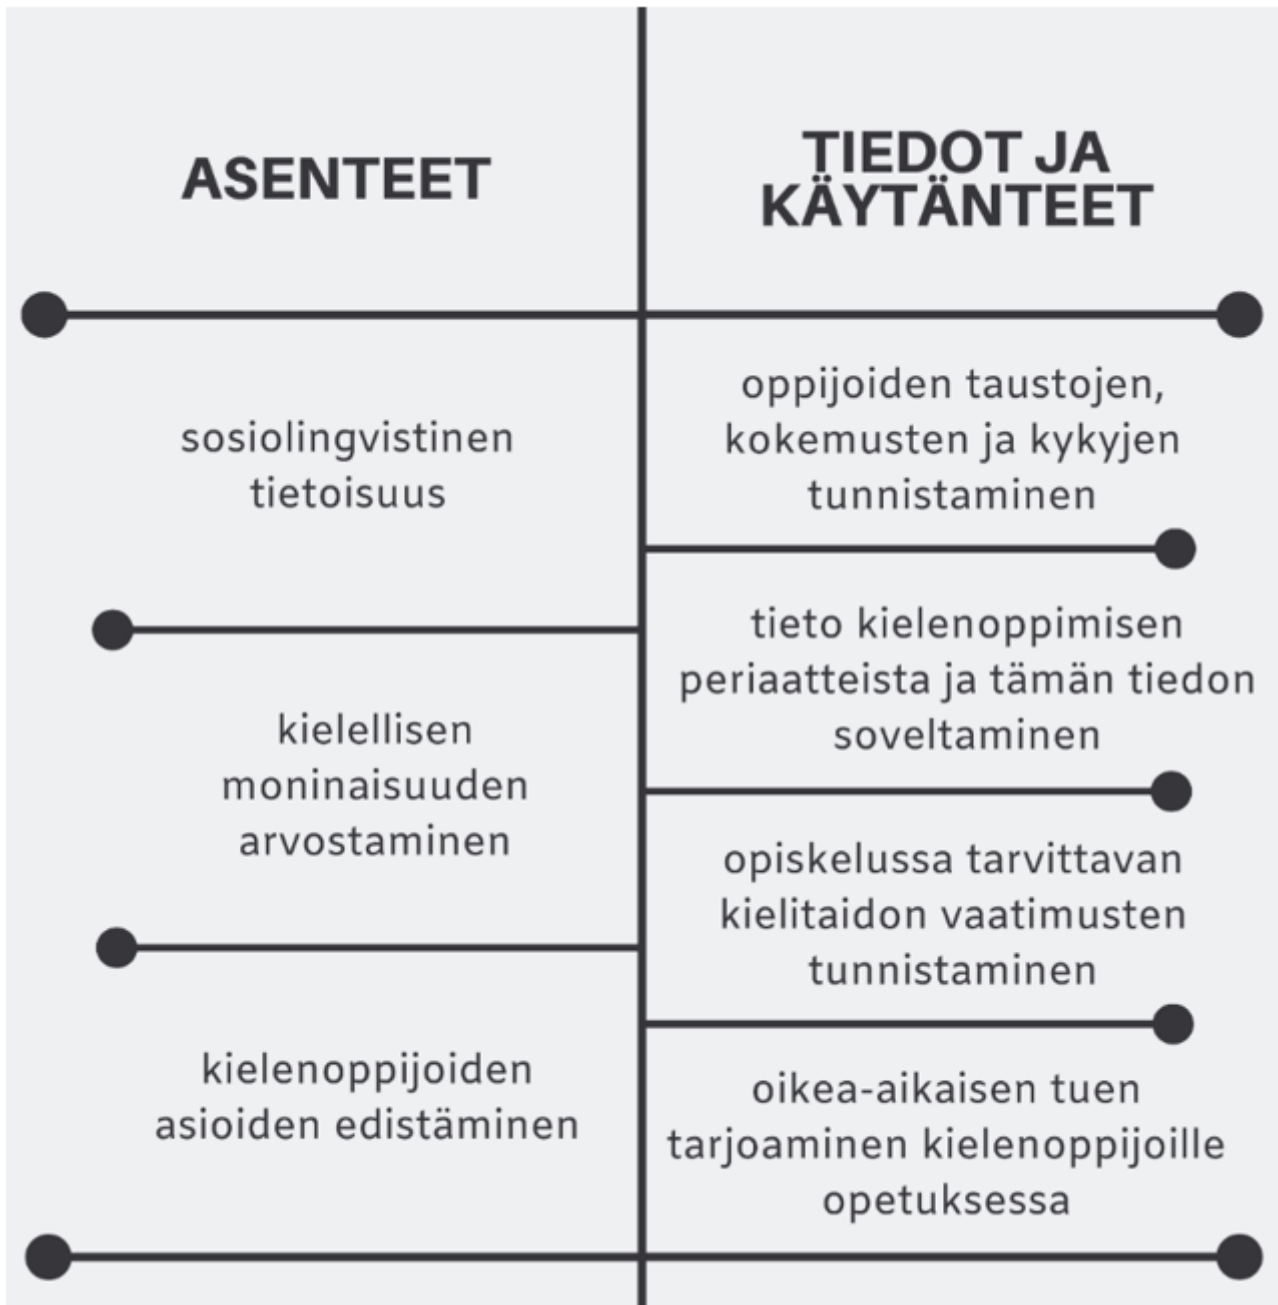 ASENTEET
sosiolingvistinen
tietoisuus
kielellisen
moninaisuuden
arvostaminen
kielenoppijoiden
asioiden edistäminen
TIEDOT JA
KÄYTÄNTEET
oppijoiden taustojen,
kokemusten ja kykyjen
tunnistaminen
tieto kielenoppimisen
periaatteista ja tämän tiedon
soveltaminen
opiskelussa tarvittavan
kielitaidon vaatimusten
tunnistaminen
oikea-aikaisen tuen
tarjoaminen kielenoppijoille
opetuksessa